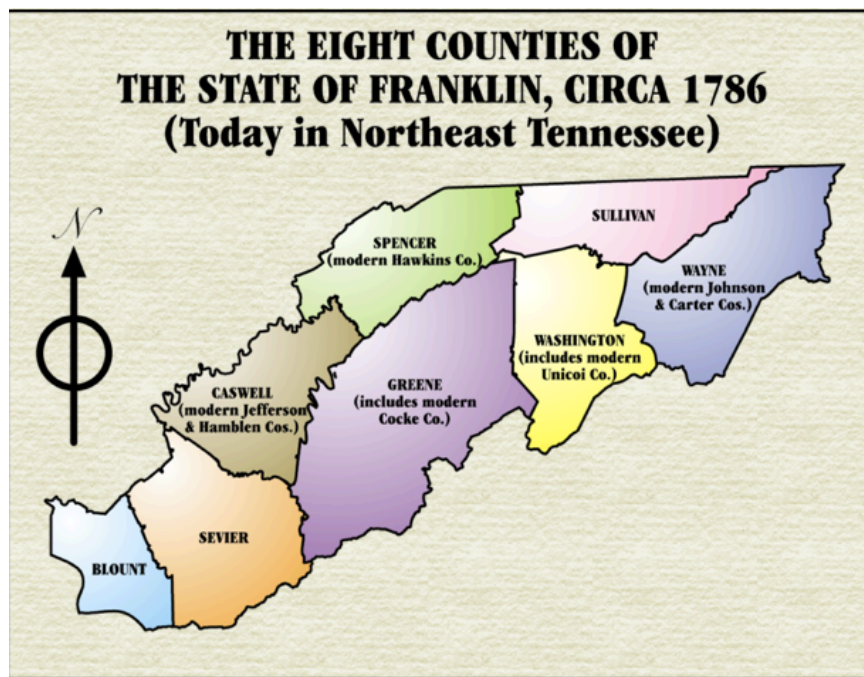 THE EIGHT COUNTIES OF
THE STATE OF FRANKLIN, CIRCA 1786
(Today in Northeast Tennessee)
N
SULLIVAN
SPENCER
(modern Hawkins Co.)
WAYNE
(modern Johnson
& Carter Cos.)
WASHINGTON
(includes modern
Unicoi Co.)
GREENE
(includes modern
Cocke Co.)
CASWELL
(modern Jefferson
& Hamblen Cos.)
SEVIER
BLOUNT